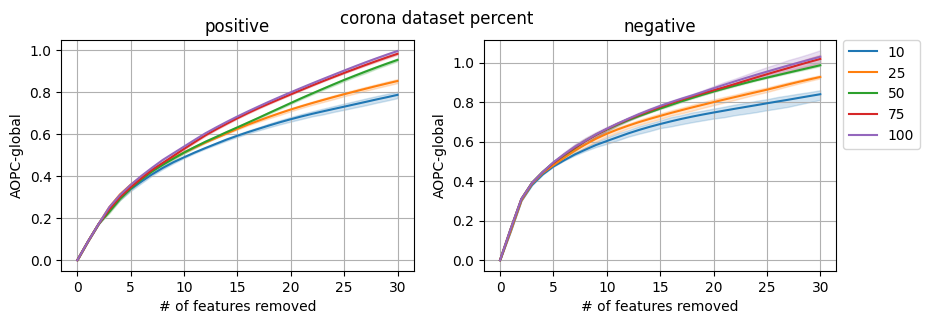 corona dataset percent
positive
AOPC-global
1.0
0.8
0.6
0.4
0.2
0.0
0 5 10 15 20 25 30
# of features removed
negative
AOPC-global
1.0
0.8
0.6
0.4
0.2
0.0
0 5 10 15 20 25 30
# of features removed
10
25
50
75
100